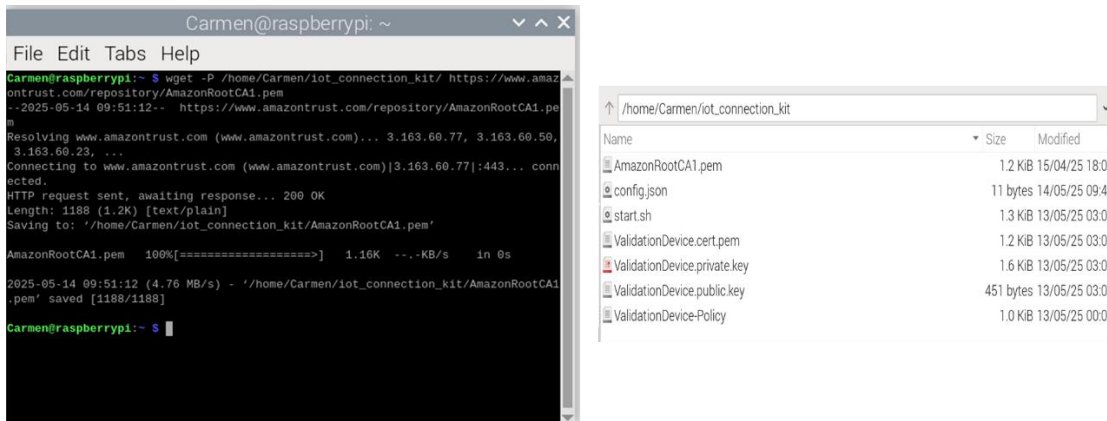 Carmen@raspberrypi: ~
File Edit Tabs Help
Carmen@raspberrypi:~ $ wget -P /home/Carmen/iot_connection_kit/ https://www.amaz
ontrust.com/repository/AmazonRootCA1.pem
--2025-05-14 09:51:12-- https://www.amazontrust.com/repository/AmazonRootCA1.pe
m
Resolving www.amazontrust.com (www.amazontrust.com)... 3.163.60.77, 3.163.60.50,
3.163.60.23, ...
Connecting to www.amazontrust.com (www.amazontrust.com)|3.163.60.77|:443... conn
ected.
HTTP request sent, awaiting response... 200 OK
Length: 1188 (1.2K) [text/plain]
Saving to: ‘/home/Carmen/iot_connection_kit/AmazonRootCA1.pem’
AmazonRootCA1.pem 100%[===================>] 1.16K --.-KB/s in 0s
2025-05-14 09:51:12 (4.76 MB/s) - ‘/home/Carmen/iot_connection_kit/AmazonRootCA1
.pem’ saved [1188/1188]
Carmen@raspberrypi:~ $
/home/Carmen/iot_connection_kit
Name Size Modified
AmazonRootCA1.pem 1.2 KiB 15/04/25 18:0
config.json 11 bytes 14/05/25 09:4
start.sh 1.3 KiB 13/05/25 03:0
ValidationDevice.cert.pem 1.2 KiB 13/05/25 03:0
ValidationDevice.private.key 1.6 KiB 13/05/25 03:0
ValidationDevice.public.key 451 bytes 13/05/25 03:0
ValidationDevice-Policy 1.0 KiB 13/05/25 00:0